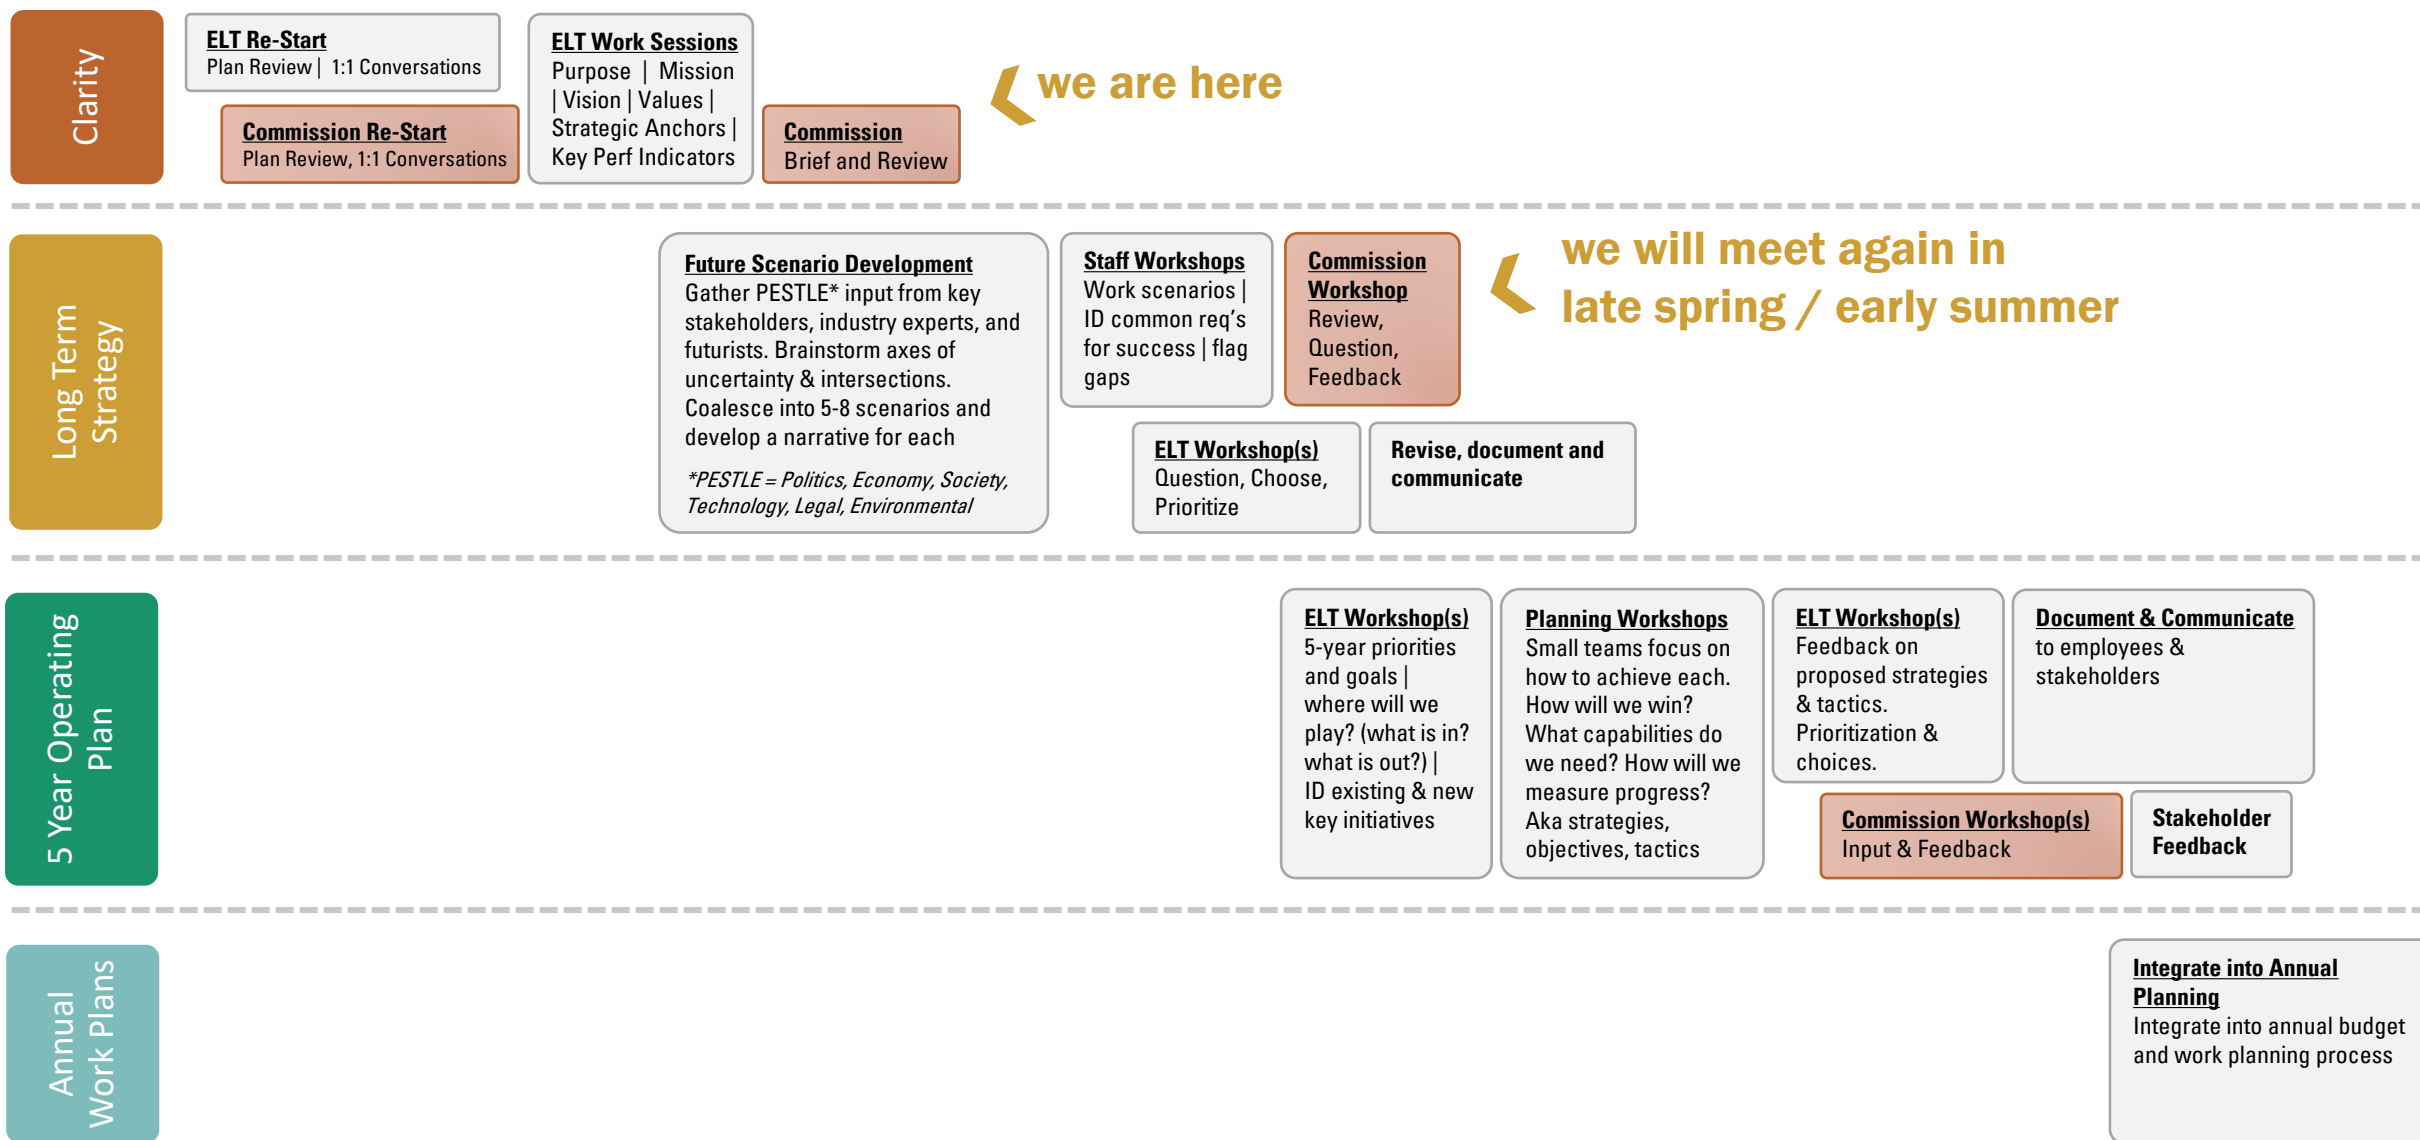 Clarity
ELT Re-Start
Plan Review | 1:1 Conversations
Commission Re-Start
Plan Review, 1:1 Conversations
ELT Work Sessions
Purpose | Mission
| Vision | Values |
Strategic Anchors |
Key Perf Indicators
Commission
Brief and Review
we are here
Long Term
Strategy
Future Scenario Development
Gather PESTLE* input from key
stakeholders, industry experts, and
futurists. Brainstorm axes of
uncertainty & intersections.
Coalesce into 5-8 scenarios and
develop a narrative for each
*PESTLE = Politics, Economy, Society,
Technology, Legal, Environmental
Staff Workshops
Work scenarios |
ID common req's
for success | flag
gaps
Commission
Workshop
Review,
Question,
Feedback
we will meet again in
late spring / early summer
ELT Workshop(s)
Question, Choose,
Prioritize
Revise, document and
communicate
5 Year Operating
Plan
ELT Workshop(s)
5-year priorities
and goals |
where will we
play? (what is in?
what is out?) |
ID existing & new
key initiatives
Planning Workshops
Small teams focus on
how to achieve each.
How will we win?
What capabilities do
we need? How will we
measure progress?
Aka strategies,
objectives, tactics
ELT Workshop(s)
Feedback on
proposed strategies
& tactics.
Prioritization &
choices.
Document & Communicate
to employees &
stakeholders
Commission Workshop(s)
Input & Feedback
Stakeholder
Feedback
Annual
Work Plans
Integrate into Annual
Planning
Integrate into annual budget
and work planning process